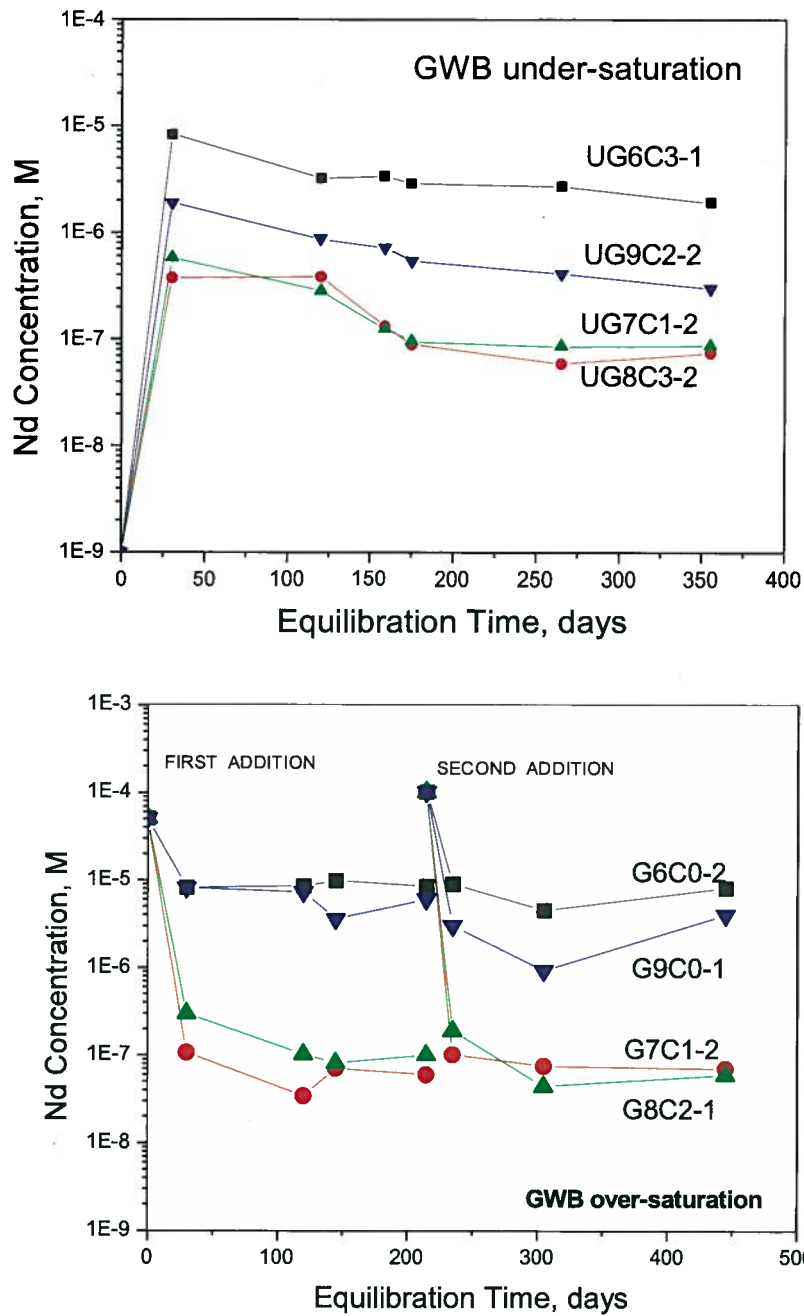 1E-4
GWB under-saturation
1E-5
UG6C3-1
1E-6
UG9C2-2
1E-7
UG7C1-2
UG8C3-2
1E-8
1E-9
Nd Concentration, M
0 50 100 150 200 250 300 350 400
Equilibration Time, days
1E-3
FIRST ADDITION SECOND ADDITION
1E-4
1E-5
G6C0-2
1E-6
G9C0-1
1E-7
G7C1-2
G8C2-1
1E-8
GWB over-saturation
1E-9
Nd Concentration, M
0 100 200 300 400 500
Equilibration Time, days